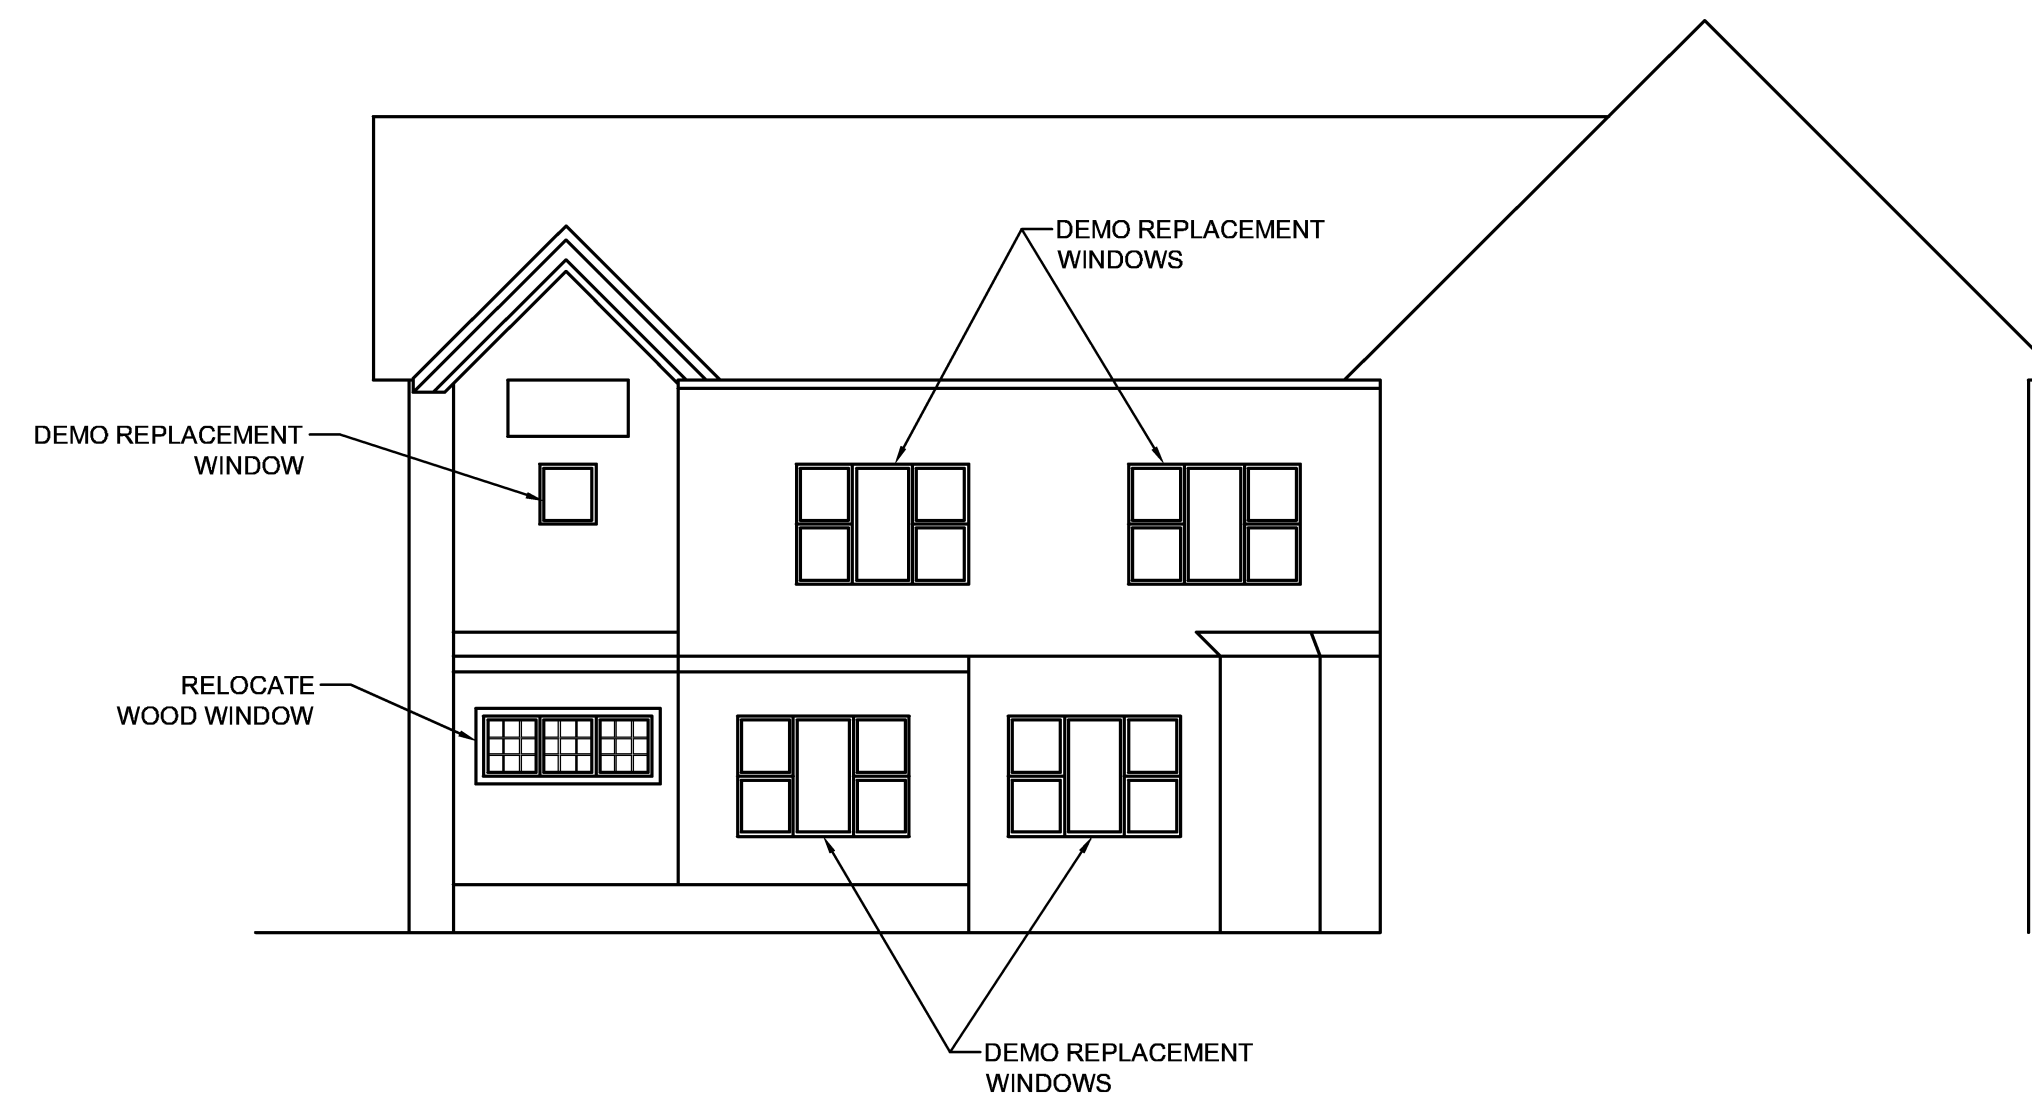 DEMO REPLACEMENT
WINDOWS
DEMO REPLACEMENT
WINDOW
RELOCATE
WOOD WINDOW
DEMO REPLACEMENT
WINDOWS